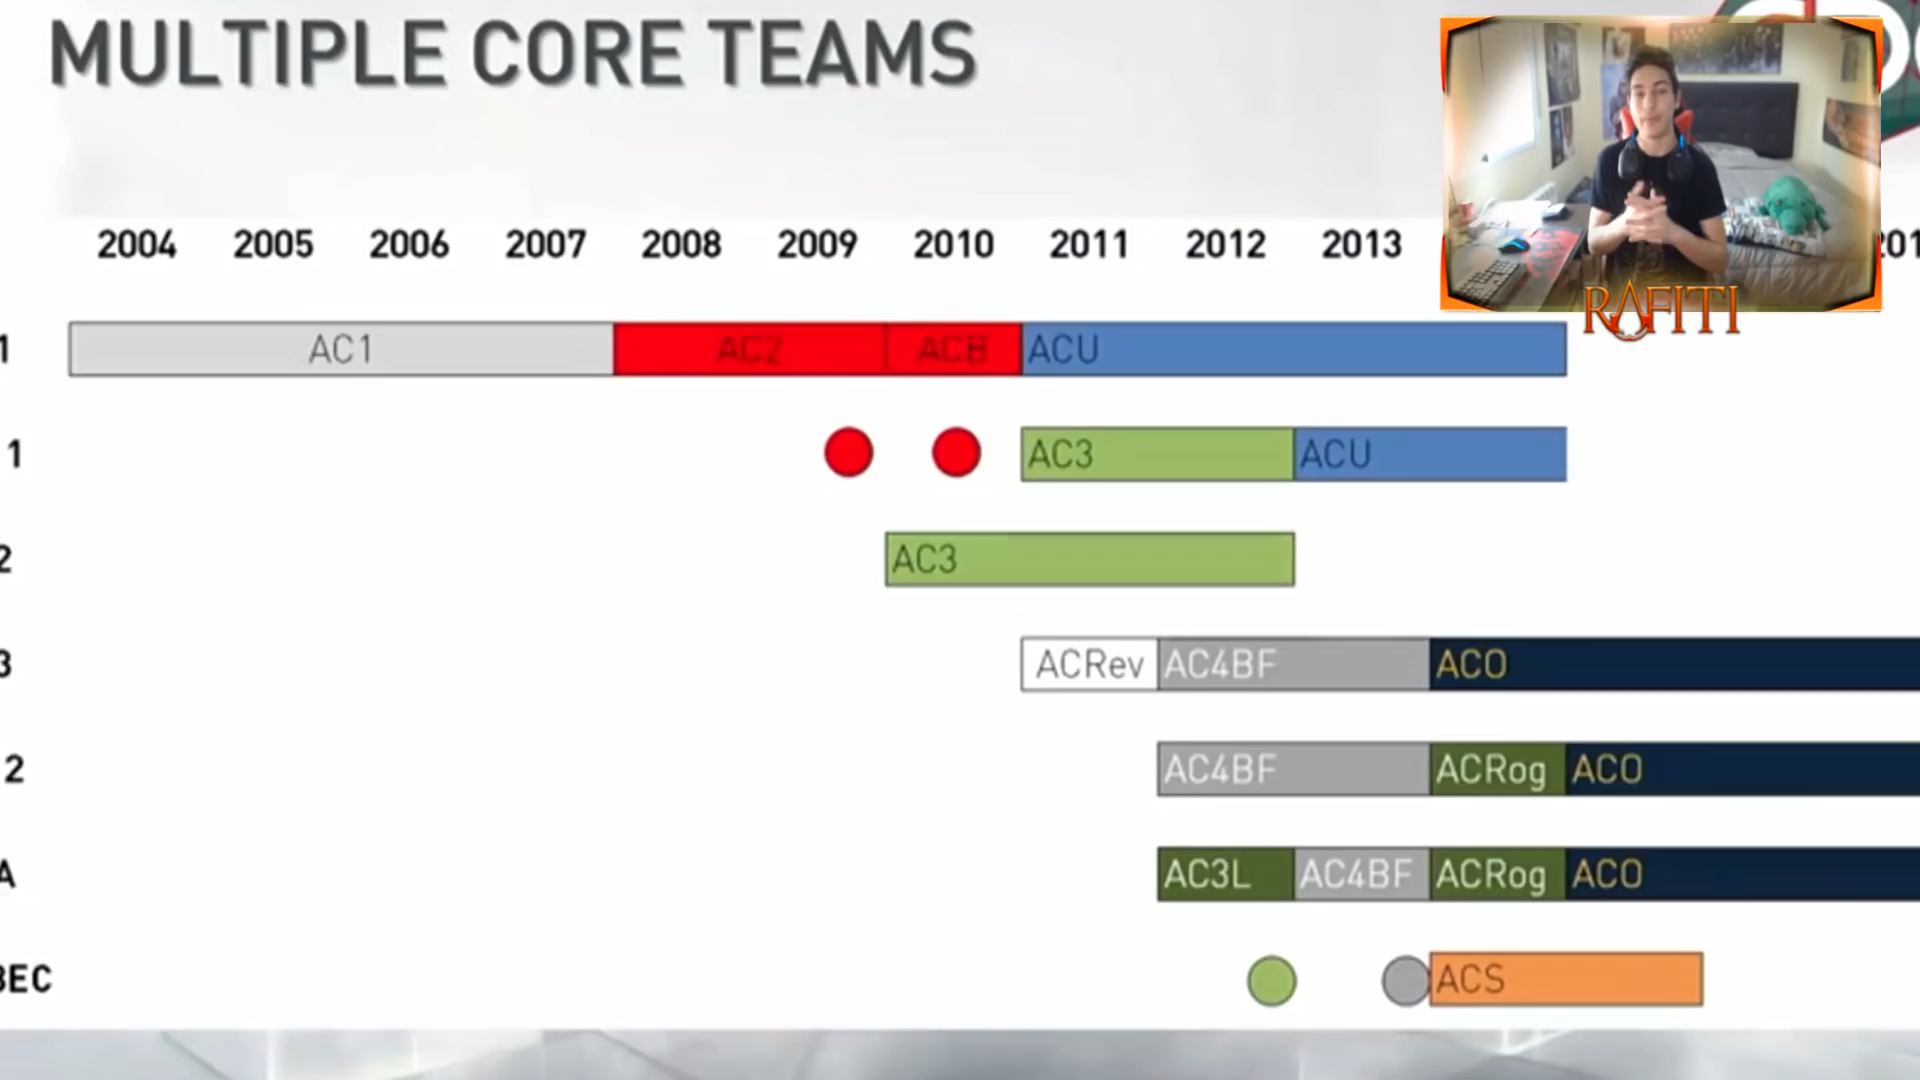 MULTIPLE CORE TEAMS
2004 2005 2006 2007 2008 2009 2010 2011 2012 2013
RAFITI
1 AC1 AC2 ACB ACU
1 AC3 ACU
2 AC3
3 ACRev AC4BF ACO
2 AC4BF ACRog ACO
A AC3L AC4BF ACRog ACO
BEC ACS